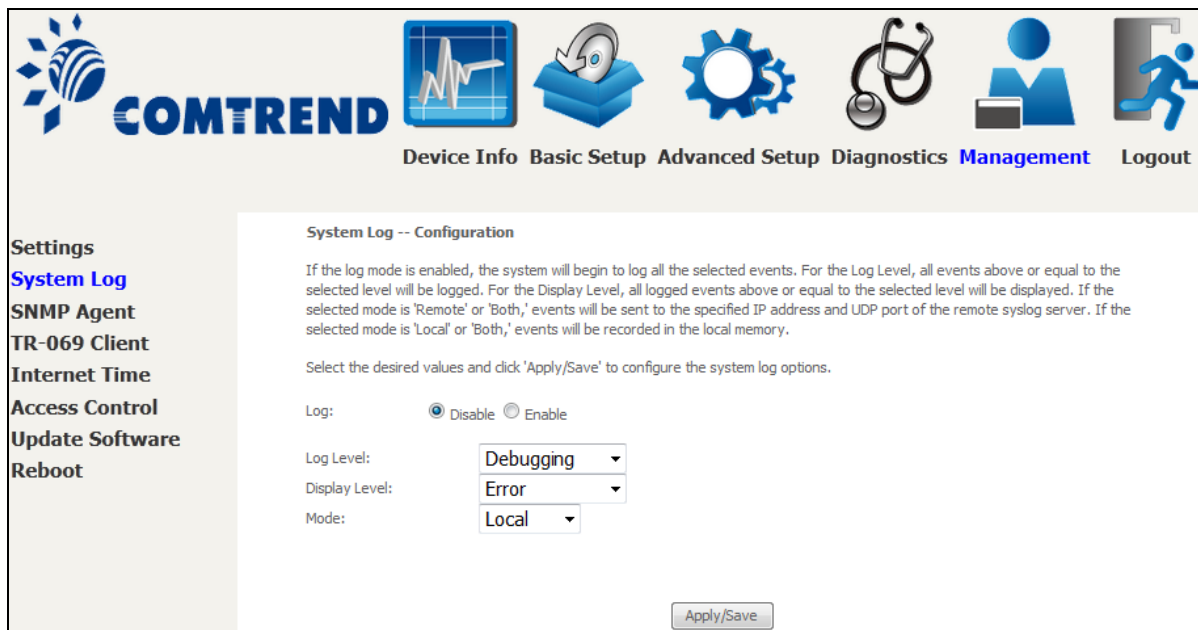 COMTREND
Device Info Basic Setup Advanced Setup Diagnostics Management Logout
Settings
System Log
SNMP Agent
TR-069 Client
Internet Time
Access Control
Update Software
Reboot
System Log -- Configuration
If the log mode is enabled, the system will begin to log all the selected events. For the Log Level, all events above or equal to the
selected level will be logged. For the Display Level, all logged events above or equal to the selected level will be displayed. If the
selected mode is 'Remote' or 'Both,' events will be sent to the specified IP address and UDP port of the remote syslog server. If the
selected mode is 'Local' or 'Both,' events will be recorded in the local memory.
Select the desired values and click 'Apply/Save' to configure the system log options.
Log: Disable Enable
Log Level: Debugging
Display Level: Error
Mode: Local
Apply/Save